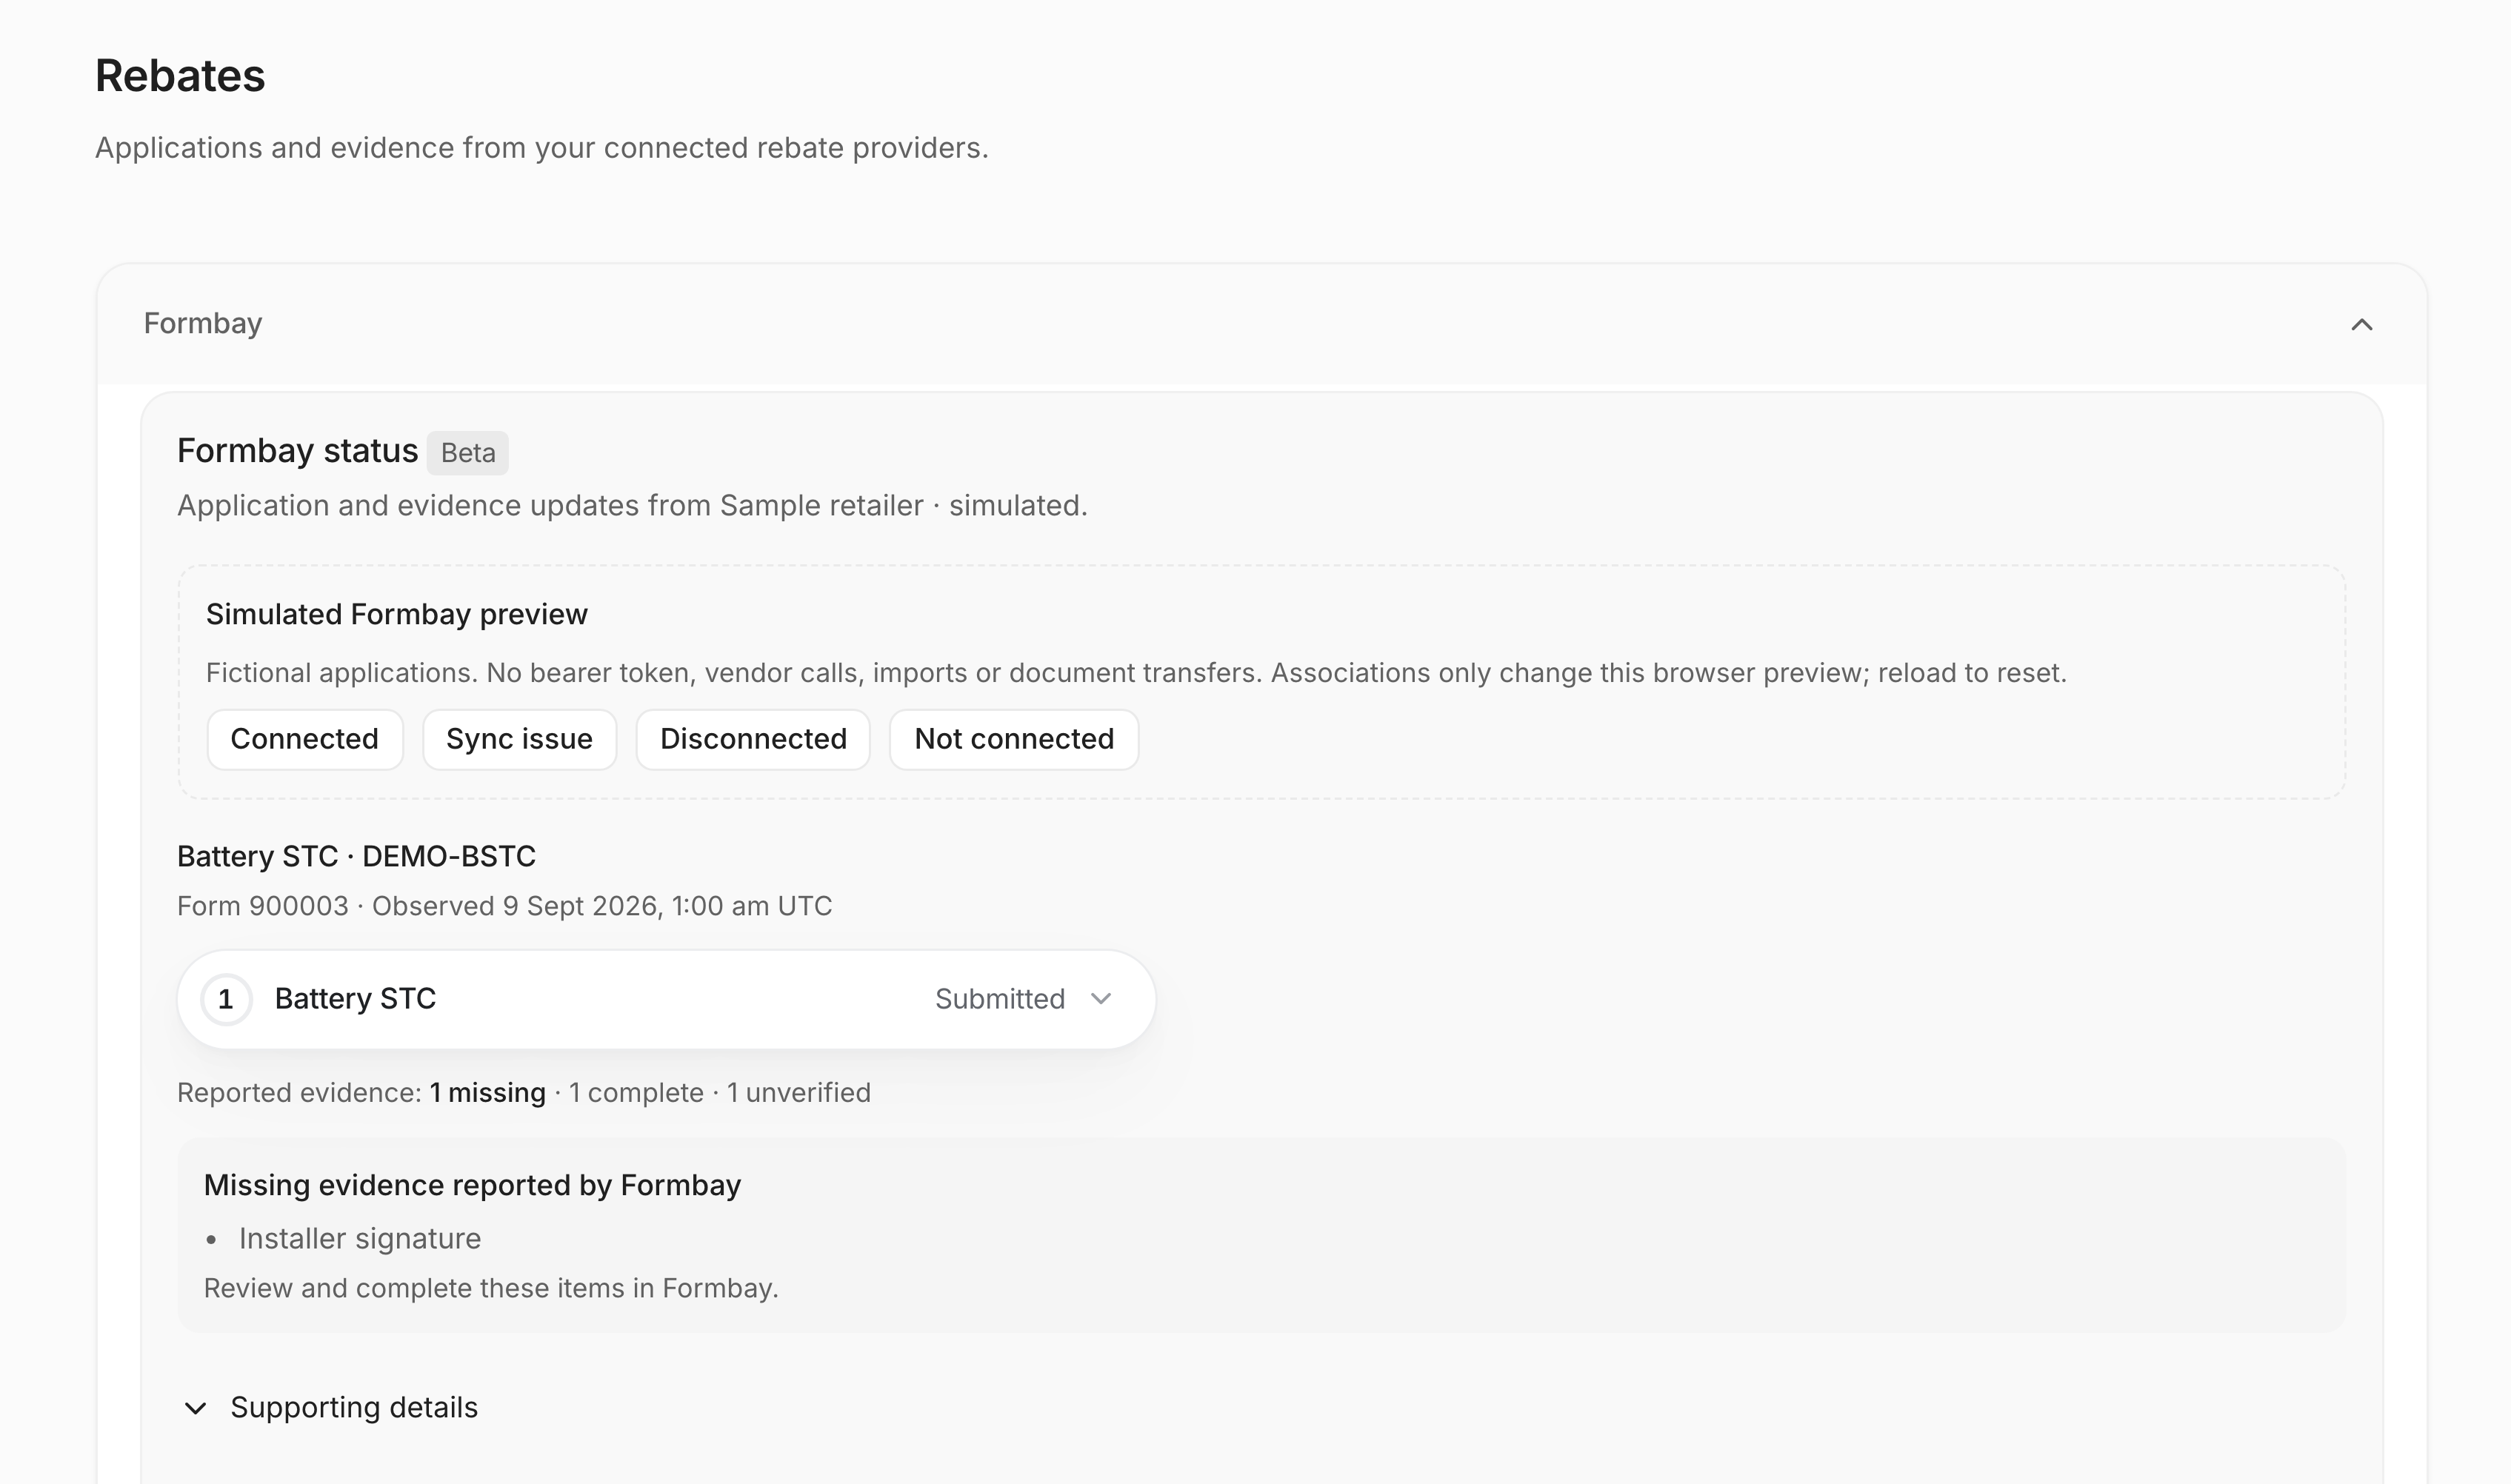 Rebates
Applications and evidence from your connected rebate providers.
Formbay
Formbay status Beta
Application and evidence updates from Sample retailer · simulated.
Simulated Formbay preview
Fictional applications. No bearer token, vendor calls, imports or document transfers. Associations only change this browser preview; reload to reset.
Connected Sync issue Disconnected Not connected
Battery STC · DEMO-BSTC
Form 900003 · Observed 9 Sept 2026, 1:00 am UTC
1 Battery STC Submitted
Reported evidence: 1 missing · 1 complete · 1 unverified
Missing evidence reported by Formbay
• Installer signature
Review and complete these items in Formbay.
Supporting details